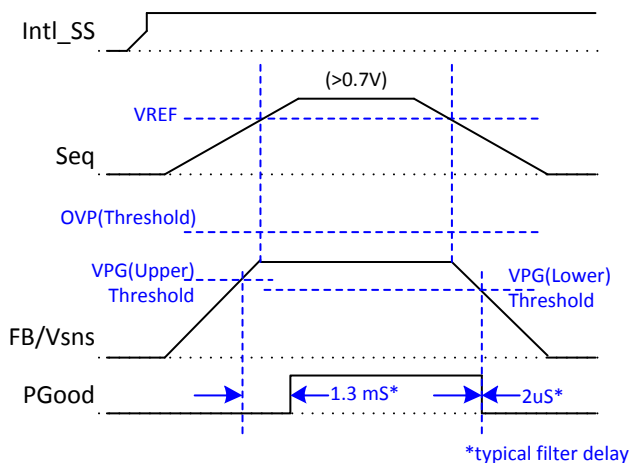 Intl_SS
(>0.7V)
VREF
Seq
OVP(Threshold)
VPG(Upper)
Threshold
VPG(Lower)
Threshold
FB/Vsns
PGood
1.3 mS*
2uS*
*typical filter delay